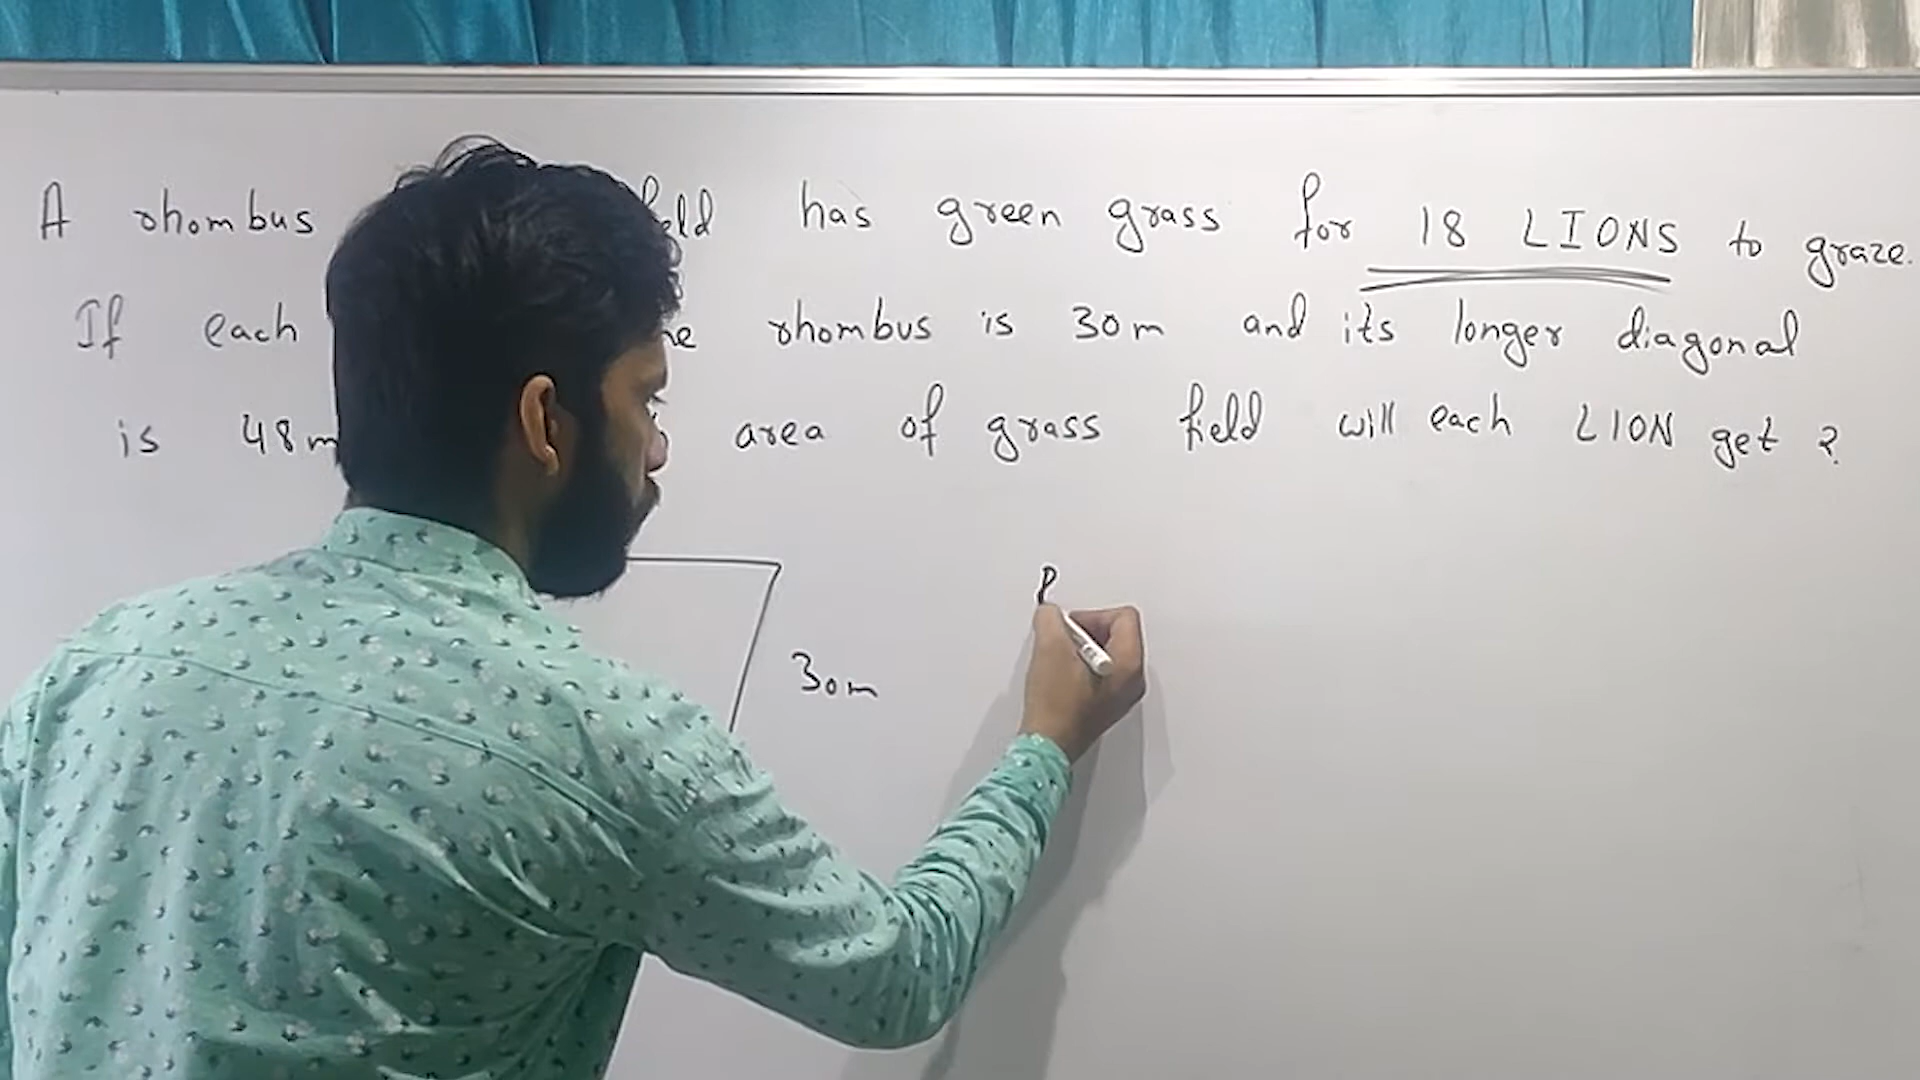 A rhombus has green grass for 18 LIONS to graze.
If each rhombus is 30m and its longer diagonal
is 48m area of grass field will each LION get ?
P
30m